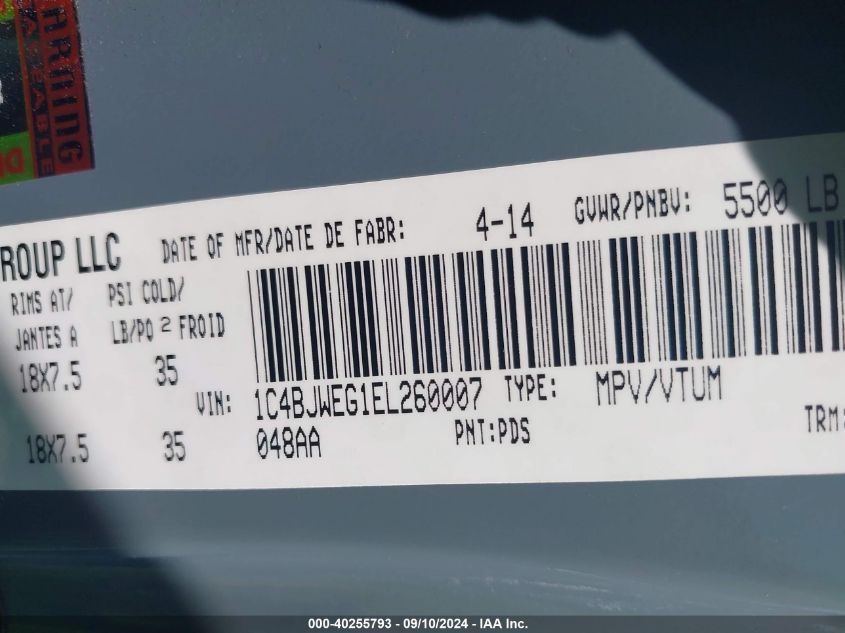 ARNING
ROUP LLC DATE OF MFR/DATE DE FABR: 4-14 GVWR/PNBV: 5500 LB
RIMS AT/ PSI COLD/
JANTES A LB/PO 2 FROID
18X7.5 35
VIN: 1C4BJWEG1EL260007 TYPE: MPV/VTUM
18X7.5 35 048AA PNT:PDS TRM:
000-40255793 - 09/10/2024 - IAA Inc.